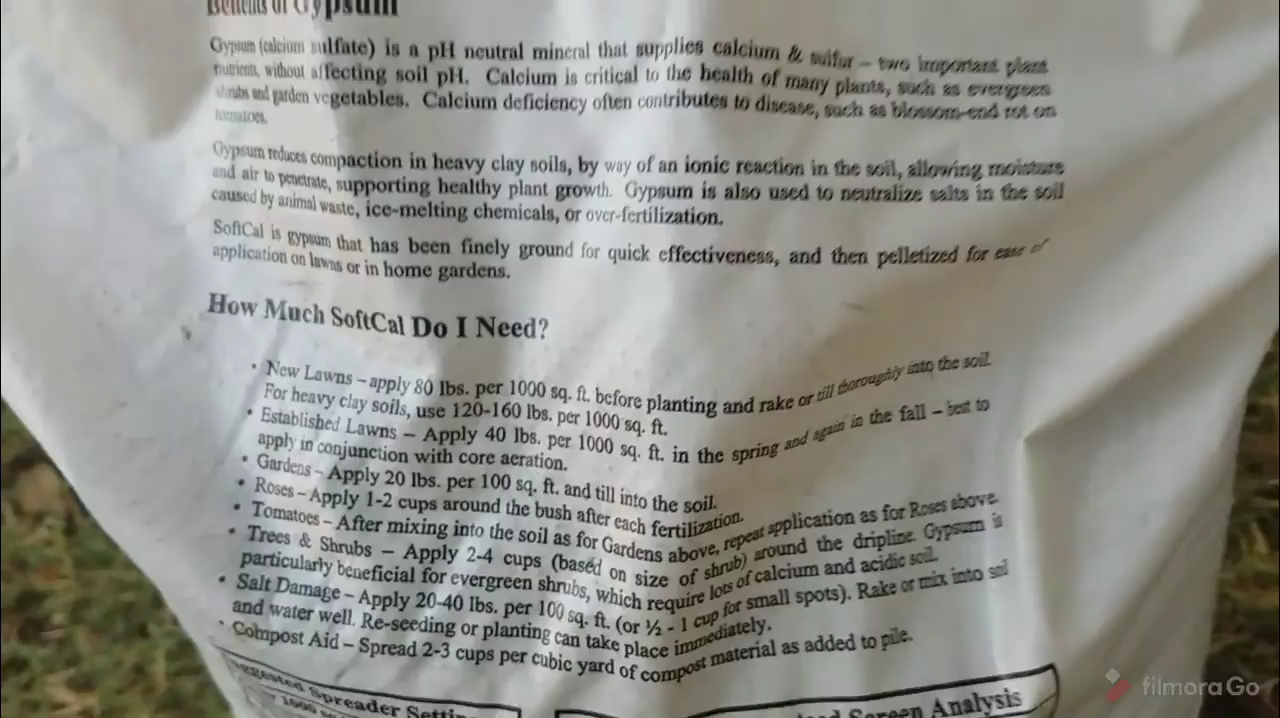 Benefits of Gypsum
Gypsum (calcium sulfate) is a pH neutral mineral that supplies calcium & sulfur – two important plant
nutrients, without affecting soil pH. Calcium is critical to the health of many plants, such as evergreen
shrubs and garden vegetables. Calcium deficiency often contributes to disease, such as blossom-end rot on
tomatoes.
Gypsum reduces compaction in heavy clay soils, by way of an ionic reaction in the soil, allowing moisture
and air to penetrate, supporting healthy plant growth. Gypsum is also used to neutralize salts in the soil
caused by animal waste, ice-melting chemicals, or over-fertilization.
SoftCal is gypsum that has been finely ground for quick effectiveness, and then pelletized for ease of
application on lawns or in home gardens.
How Much SoftCal Do I Need?
• New Lawns – apply 80 lbs. per 1000 sq. ft. before planting and rake or till thoroughly into the soil.
For heavy clay soils, use 120-160 lbs. per 1000 sq. ft.
• Established Lawns – Apply 40 lbs. per 1000 sq. ft. in the spring and again in the fall – best to
apply in conjunction with core aeration.
• Gardens – Apply 20 lbs. per 100 sq. ft. and till into the soil.
• Roses – Apply 1-2 cups around the bush after each fertilization.
• Tomatoes – After mixing into the soil as for Gardens above, repeat application as for Roses above.
• Trees & Shrubs – Apply 2-4 cups (based on size of shrub) around the dripline. Gypsum is
particularly beneficial for evergreen shrubs, which require lots of calcium and acidic soil.
• Salt Damage – Apply 20-40 lbs. per 100 sq. ft. (or ½ - 1 cup for small spots). Rake or mix into soil
and water well. Re-seeding or planting can take place immediately.
• Compost Aid – Spread 2-3 cups per cubic yard of compost material as added to pile.
Suggested Spreader
1000
Screen Analysis
filmoraGo